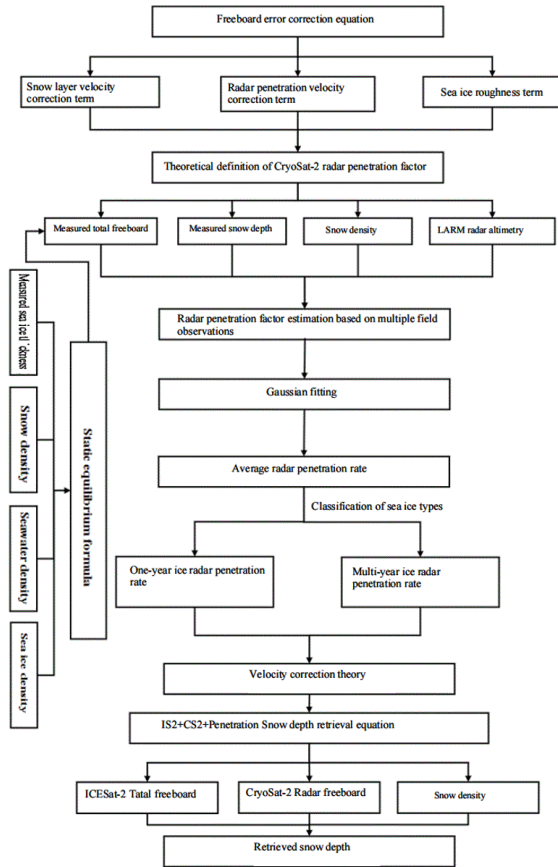 Freeboard error correction equation
Snow layer velocity
correction term
Radar penetration velocity
correction term
Sea ice roughness term
Theoretical definition of CryoSat-2 radar penetration factor
Measured total freeboard
Measured snow depth
Snow density
LARM radar altimetry
Measured sea ice
Snow density
Seawater density
Sea ice density
Static equilibrium formula
Radar penetration factor estimation based on multiple field
observations
Gaussian fitting
Average radar penetration rate
Classification of sea ice types
One-year ice radar penetration
rate
Multi-year ice radar
penetration rate
Velocity correction theory
IS2+CS2+Penetration Snow depth retrieval equation
ICESat-2 Tatal freeboard
CryoSat-2 Radar freeboard
Snow density
Retrieved snow depth